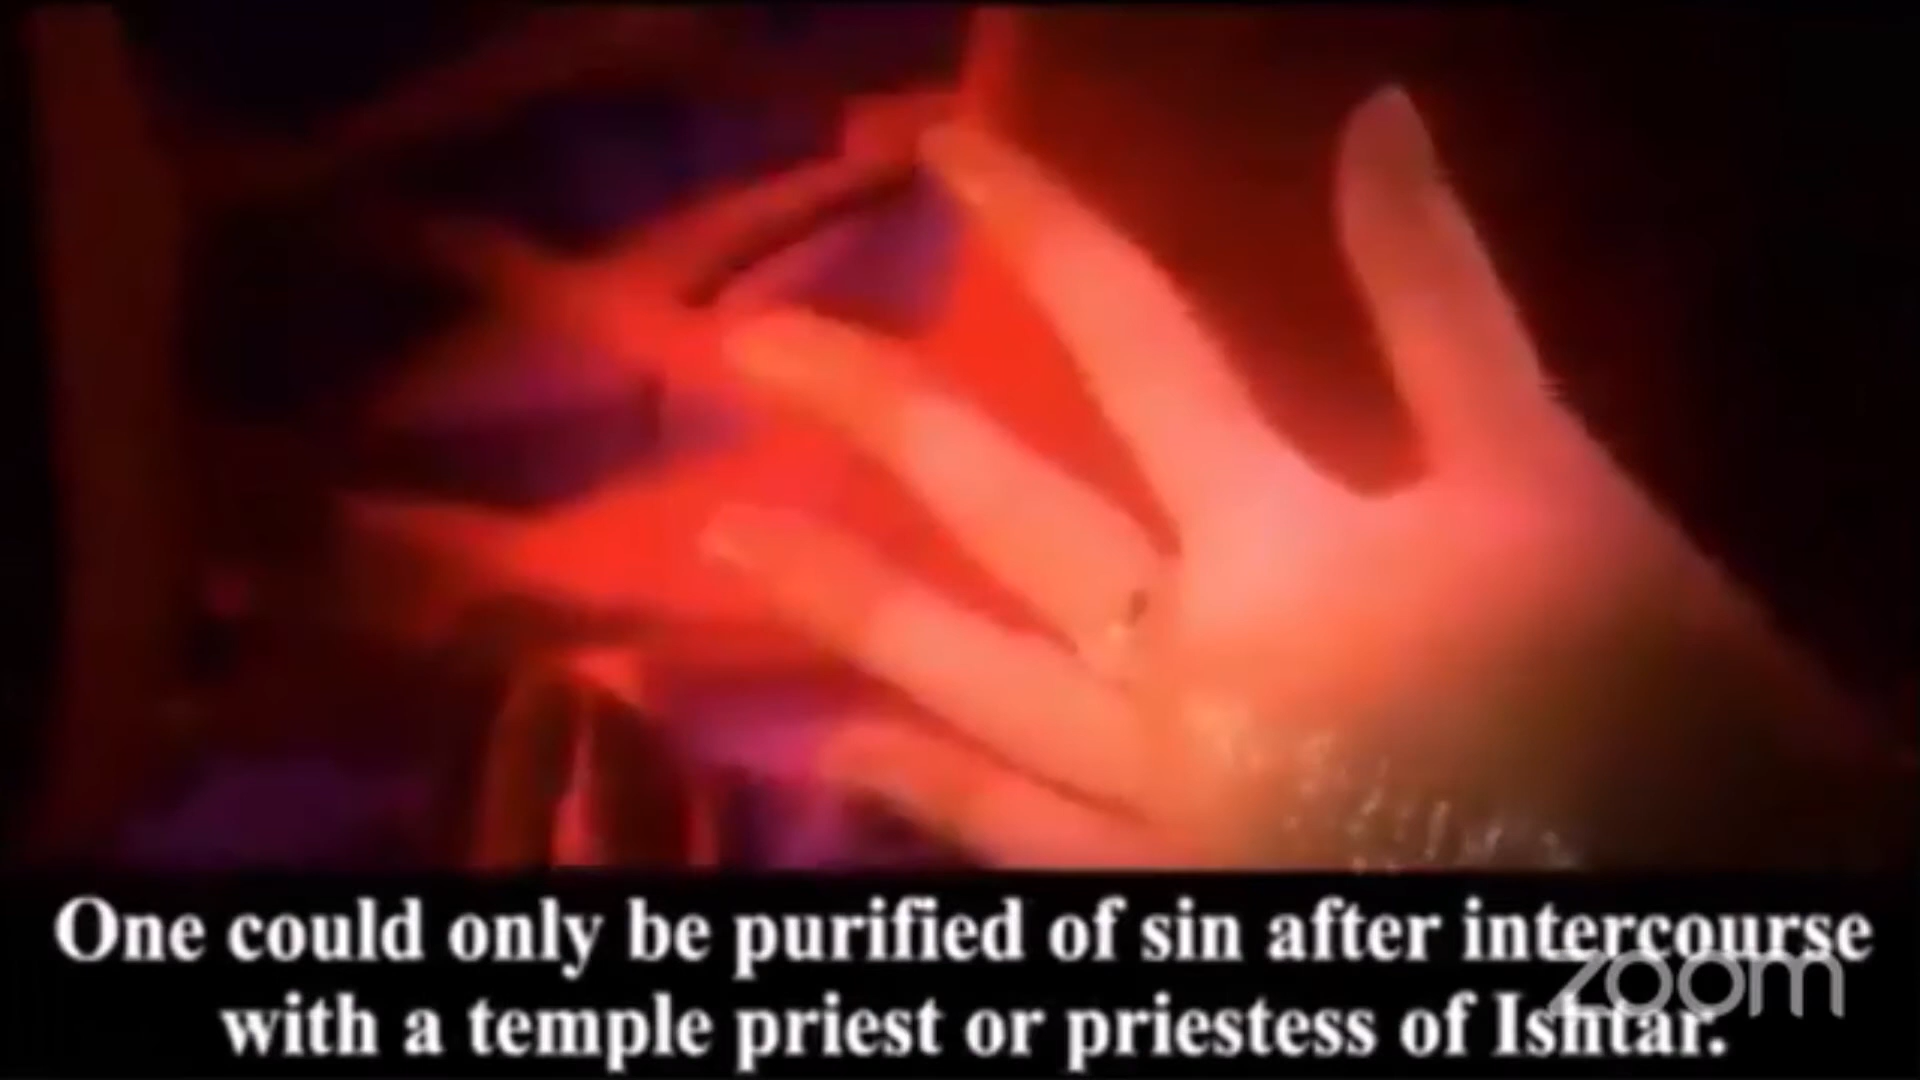 One could only be purified of sin after intercourse
with a temple priest or priestess of Ishtar.
zoom